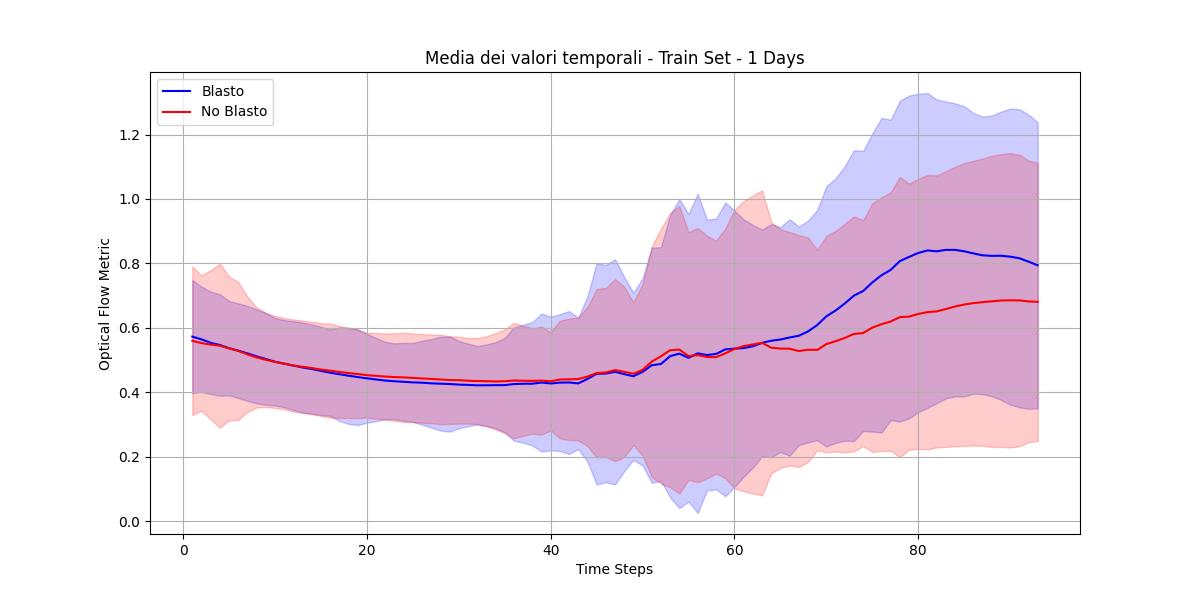 Media dei valori temporali - Train Set - 1 Days
Blasto
No Blasto
Optical Flow Metric
1.2
1.0
0.8
0.6
0.4
0.2
0.0
0 20 40 60 80
Time Steps